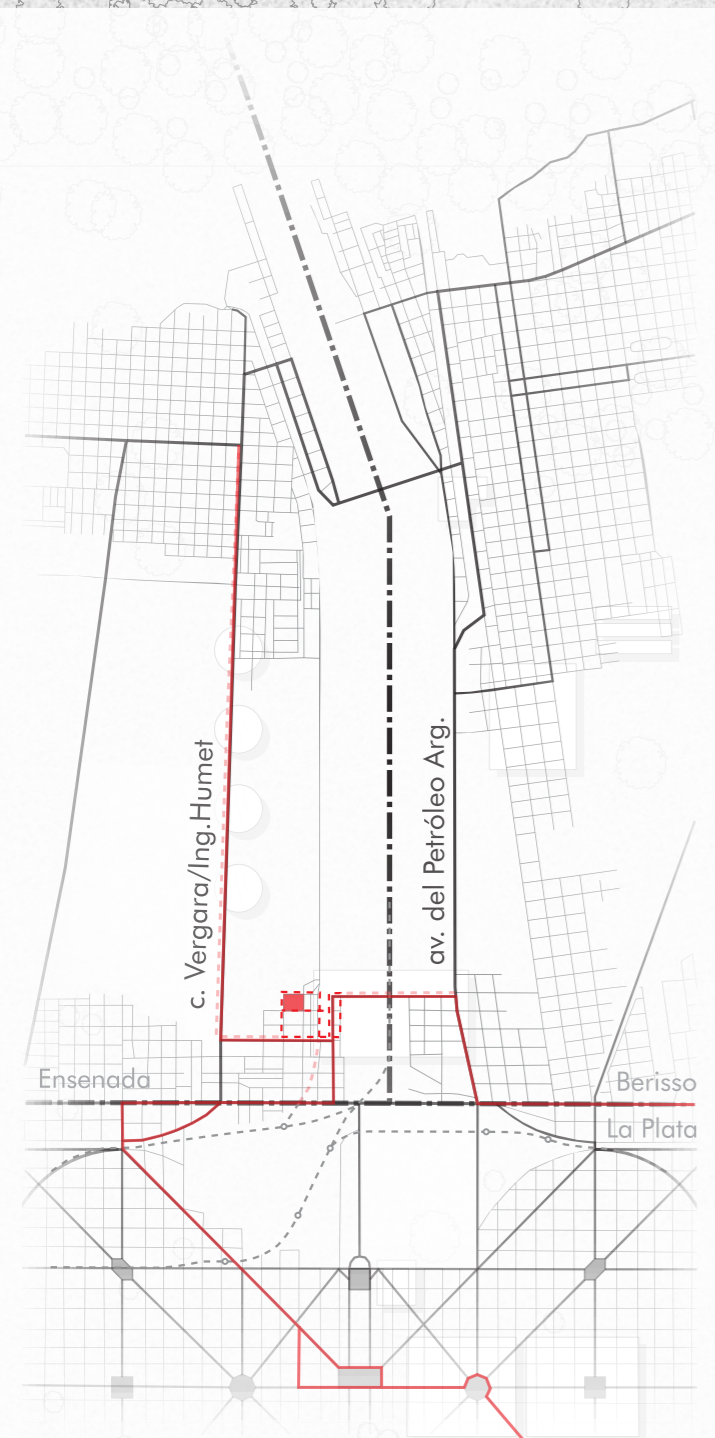 c. Vergara/Ing.Humet
av. del Petróleo Arg.
Ensenada
Berisso
La Plata